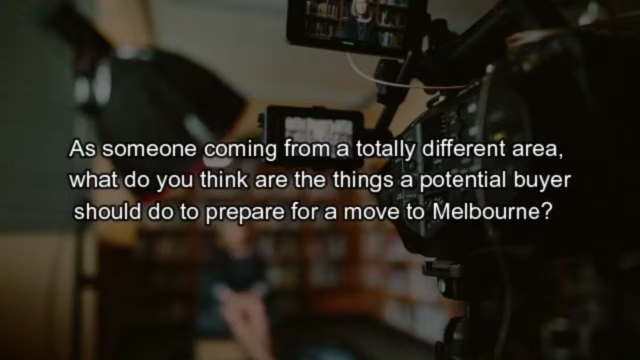 As someone coming from a totally different area,
what do you think are the things a potential buyer
should do to prepare for a move to Melbourne?